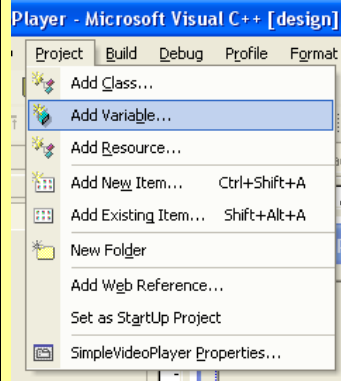 Player - Microsoft Visual C++ [design]
Project Build Debug Profile Format
Add Class...
Add Variable...
Add Resource...
Add New Item... Ctrl+Shift+A
Add Existing Item... Shift+Alt+A
New Folder
Add Web Reference...
Set as StartUp Project
SimpleVideoPlayer Properties...